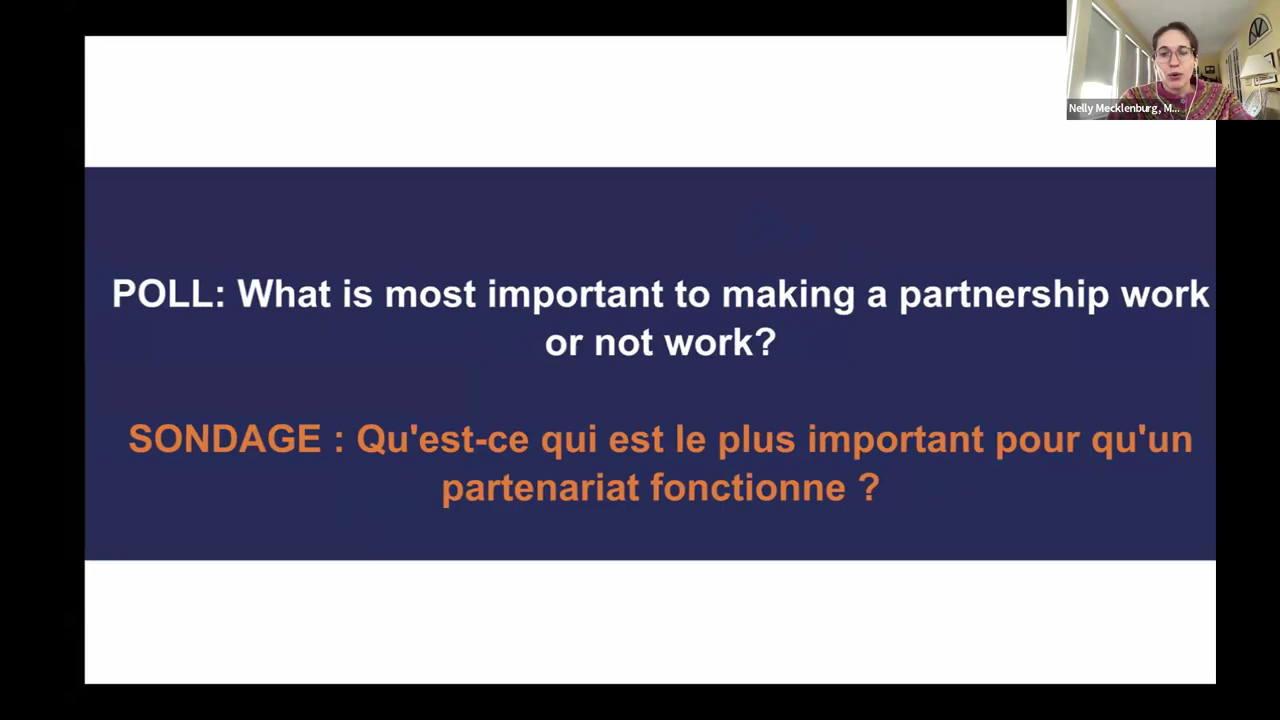 Nelly Mecklenburg, M...
POLL: What is most important to making a partnership work
or not work?
SONDAGE : Qu'est-ce qui est le plus important pour qu'un
partenariat fonctionne ?